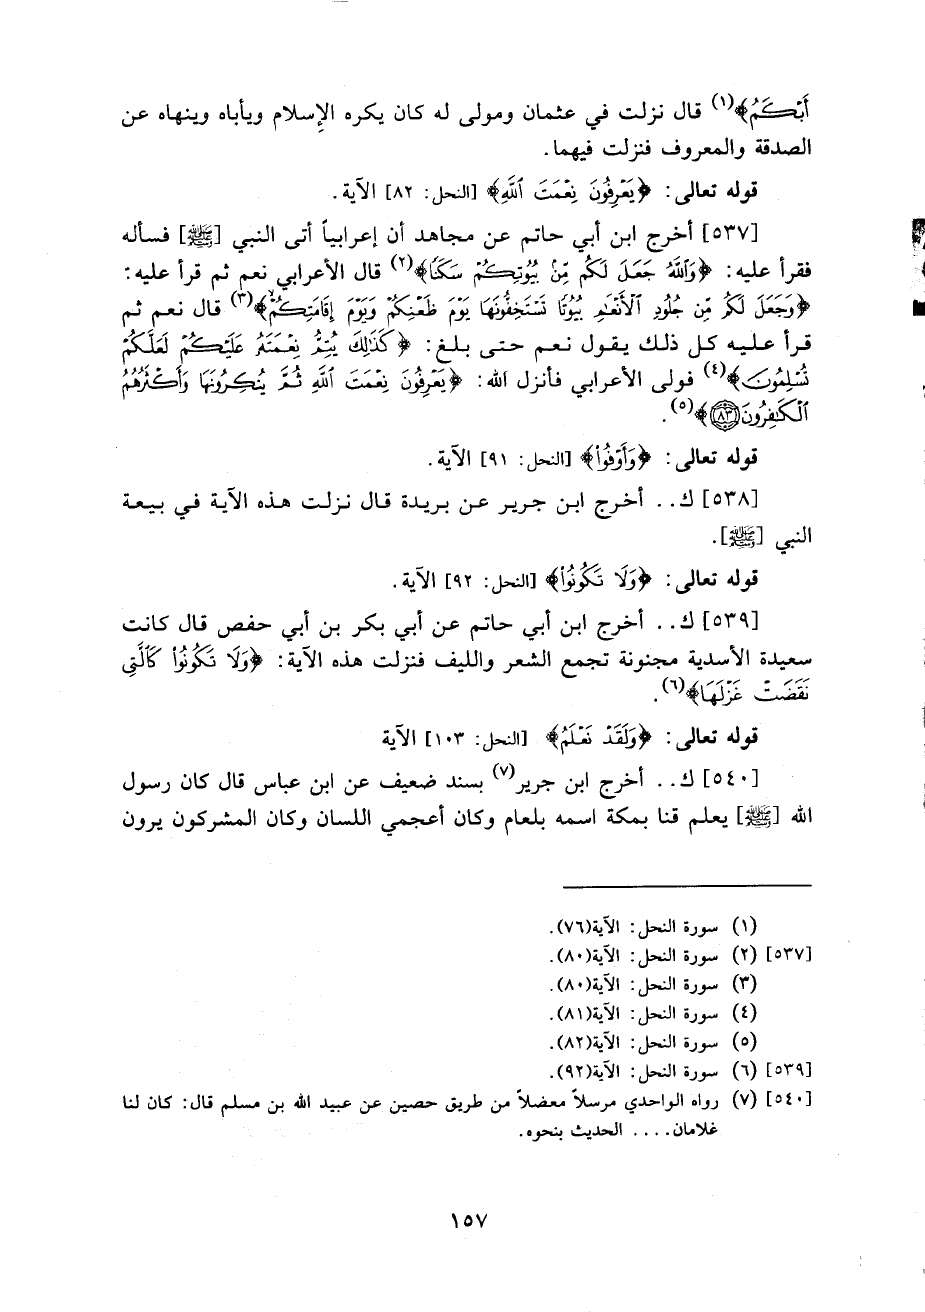 أَبْكَمُ﴾(١) قال نزلت في عثمان ومولى له كان يكره الإسلام ويأباه وينهاه عن
الصدقة والمعروف فنزلت فيهما.
قوله تعالى: ﴿يَعْرِفُونَ نِعْمَتَ ٱللَّهِ﴾ [النحل: ٨٢] الآية.
[٥٣٧] أخرج ابن أبي حاتم عن مجاهد أن إعرابياً أتى النبي [ﷺ] فسأله
فقرأ عليه: ﴿وَٱللَّهُ جَعَلَ لَكُم مِّنۢ بُيُوتِكُمْ سَكَنًا﴾(٢) قال الأعرابي نعم ثم قرأ عليه:
﴿وَجَعَلَ لَكُم مِّن جُلُودِ ٱلْأَنْعَٰمِ بُيُوتًا تَسْتَخِفُّونَهَا يَوْمَ ظَعْنِكُمْ وَيَوْمَ إِقَامَتِكُمْ﴾(٣) قال نعم ثم
قرأ عليه كل ذلك يقول نعم حتى بلغ: ﴿كَذَٰلِكَ يُتِمُّ نِعْمَتَهُۥ عَلَيْكُمْ لَعَلَّكُمْ
تُسْلِمُونَ﴾(٤) فولى الأعرابي فأنزل الله: ﴿يَعْرِفُونَ نِعْمَتَ ٱللَّهِ ثُمَّ يُنكِرُونَهَا وَأَكْثَرُهُمُ
ٱلْكَٰفِرُونَ ٨٣﴾(٥).
قوله تعالى: ﴿وَأَوْفُوا۟﴾ [النحل: ٩١] الآية.
[٥٣٨] ك.. أخرج ابن جرير عن بريدة قال نزلت هذه الآية في بيعة
النبي [ﷺ].
قوله تعالى: ﴿وَلَا تَكُونُوا۟﴾ [النحل: ٩٢] الآية.
[٥٣٩] ك.. أخرج ابن أبي حاتم عن أبي بكر بن أبي حفص قال كانت
سعيدة الأسدية مجنونة تجمع الشعر والليف فنزلت هذه الآية: ﴿وَلَا تَكُونُوا۟ كَٱلَّتِى
نَقَضَتْ غَزْلَهَا﴾(٦).
قوله تعالى: ﴿وَلَقَدْ نَعْلَمُ﴾ [النحل: ١٠٣] الآية
[٥٤٠] ك.. أخرج ابن جرير(٧) بسند ضعيف عن ابن عباس قال كان رسول
الله [ﷺ] يعلم قنا بمكة اسمه بلعام وكان أعجمي اللسان وكان المشركون يرون
(١) سورة النحل: الآية(٧٦).
[٥٣٧] (٢) سورة النحل: الآية(٨٠).
(٣) سورة النحل: الآية(٨٠).
(٤) سورة النحل: الآية(٨١).
(٥) سورة النحل: الآية(٨٢).
[٥٣٩] (٦) سورة النحل: الآية(٩٢).
[٥٤٠] (٧) رواه الواحدي مرسلاً معضلاً من طريق حصين عن عبيد الله بن مسلم قال: كان لنا
غلامان.... الحديث بنحوه.
١٥٧